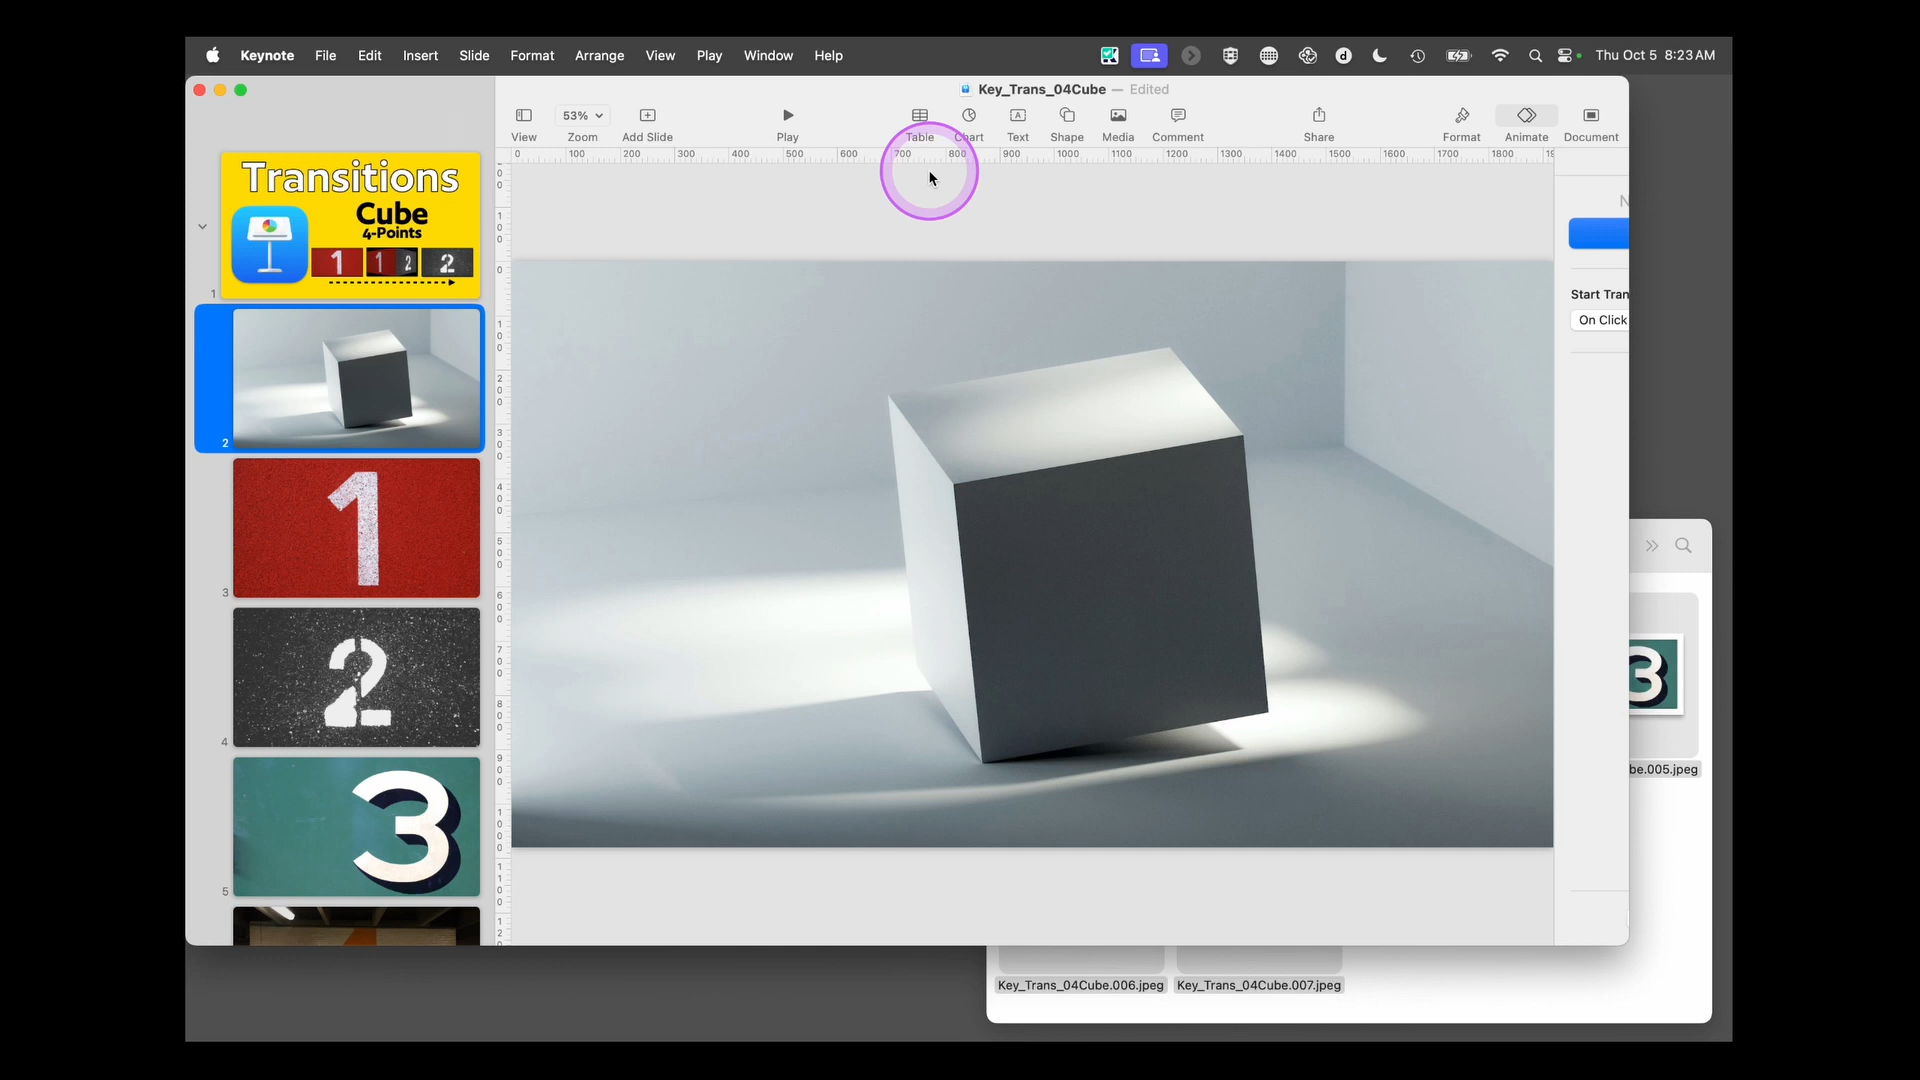 Keynote File Edit Insert Slide Format Arrange View Play Window Help
Thu Oct 5 8:23 AM
Key_Trans_04Cube — Edited
53%
View Zoom Add Slide Play Table Chart Text Shape Media Comment Share Format Animate Document
0 100 200 300 400 500 600 700 800 900 1000 1100 1200 1300 1400 1500 1600 1700 1800 19
Transitions
Cube
4-Points
1 1 2 2
1
2
1
3
2
4
3
5
N
Start Tran
On Click
3
be.005.jpeg
Key_Trans_04Cube.006.jpeg Key_Trans_04Cube.007.jpeg